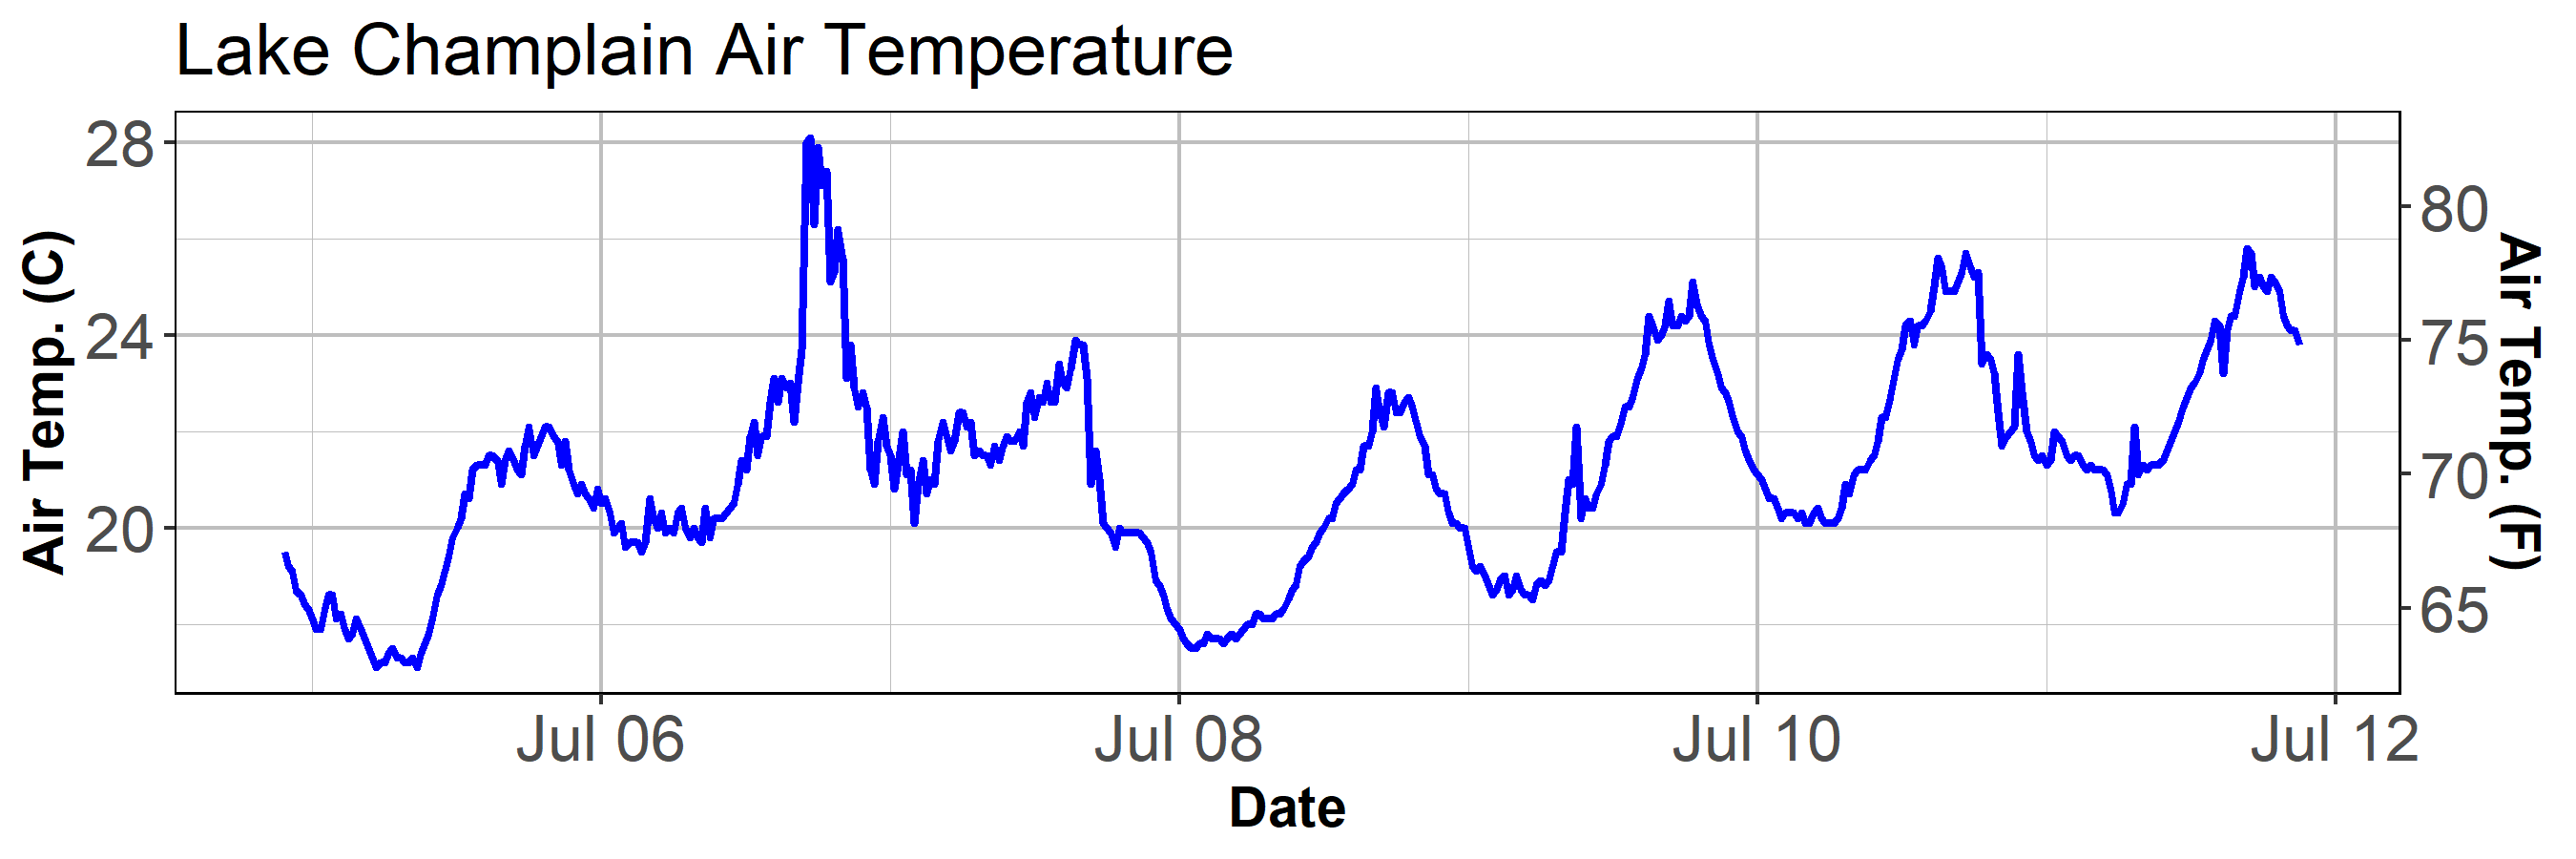 Lake Champlain Air Temperature
Air Temp. (C)
28
24
20
Air Temp. (F)
80
75
70
65
Jul 06
Jul 08
Jul 10
Jul 12
Date